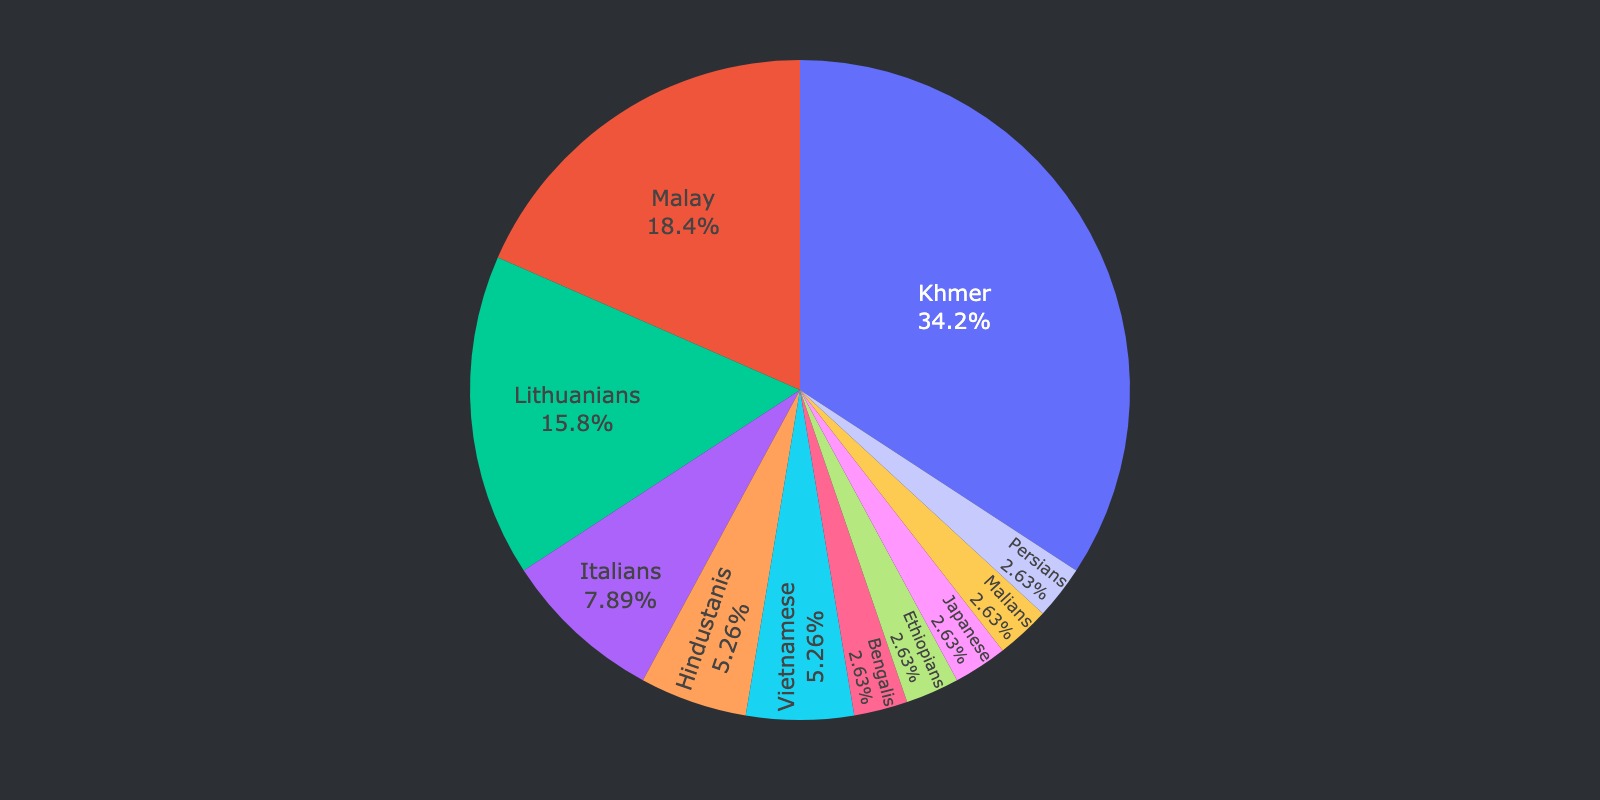 Malay
18.4%
Khmer
34.2%
Lithuanians
15.8%
Italians
7.89%
Hindustanis
5.26%
Vietnamese
5.26%
Bengalis
2.63%
Ethiopians
2.63%
Japanese
2.63%
Malians
2.63%
Persians
2.63%